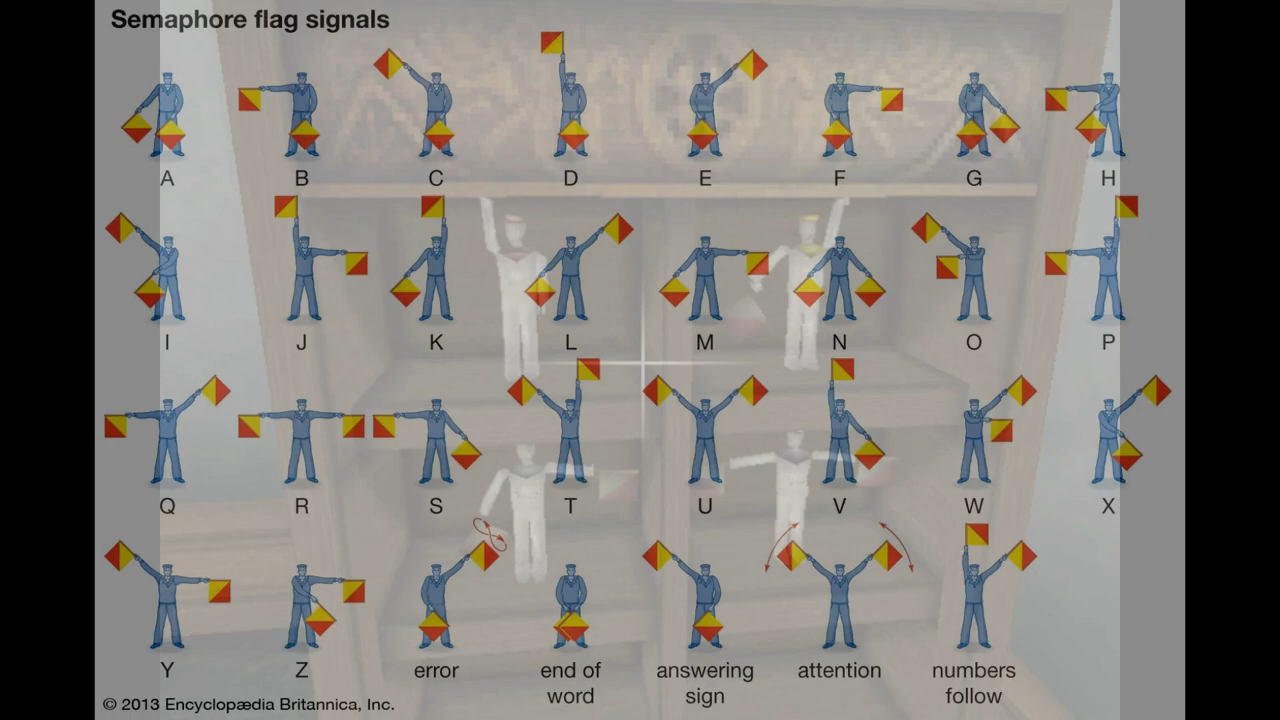 Semaphore flag signals
A B C D E F G H
I J K L M N O P
Q R S T U V W X
Y Z error end of answering attention numbers
word sign follow
© 2013 Encyclopædia Britannica, Inc.